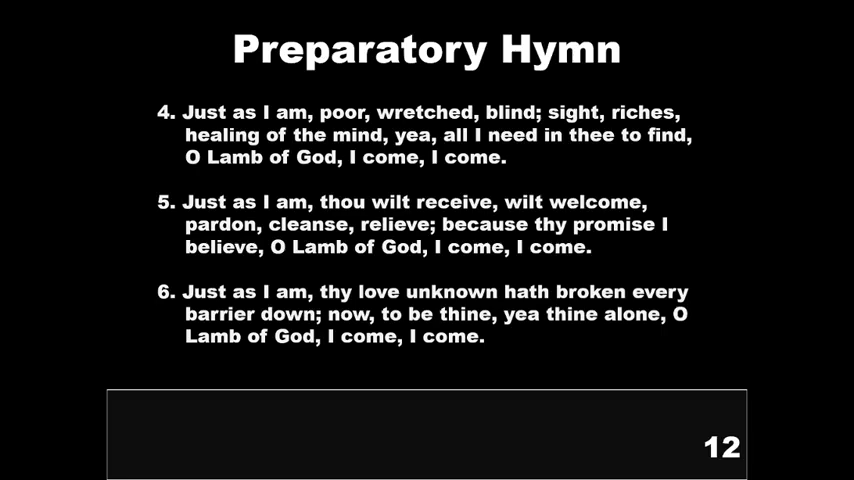 Preparatory Hymn
4. Just as I am, poor, wretched, blind; sight, riches,
healing of the mind, yea, all I need in thee to find,
O Lamb of God, I come, I come.
5. Just as I am, thou wilt receive, wilt welcome,
pardon, cleanse, relieve; because thy promise I
believe, O Lamb of God, I come, I come.
6. Just as I am, thy love unknown hath broken every
barrier down; now, to be thine, yea thine alone, O
Lamb of God, I come, I come.
12